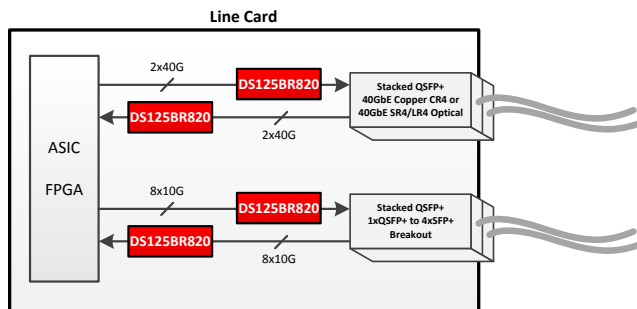 Line Card
2x40G
DS125BR820
DS125BR820
2x40G
Stacked QSFP+
40GbE Copper CR4 or
40GbE SR4/LR4 Optical
ASIC
FPGA
8x10G
DS125BR820
DS125BR820
8x10G
Stacked QSFP+
1xQSFP+ to 4xSFP+
Breakout